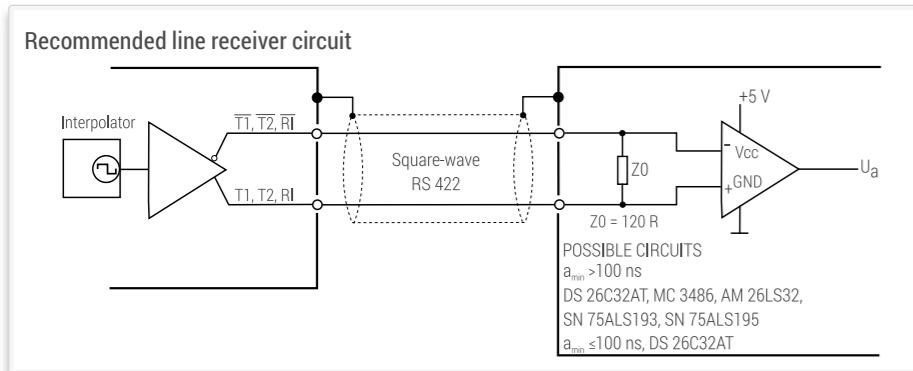 Recommended line receiver circuit
+5 V
Interpolator
T1, T2, RI
Square-wave
RS 422
Z0
- Vcc
+ GND
Ua
T1, T2, RI
Z0 = 120 R
POSSIBLE CIRCUITS
amin >100 ns
DS 26C32AT, MC 3486, AM 26LS32,
SN 75ALS193, SN 75ALS195
amin ≤100 ns, DS 26C32AT